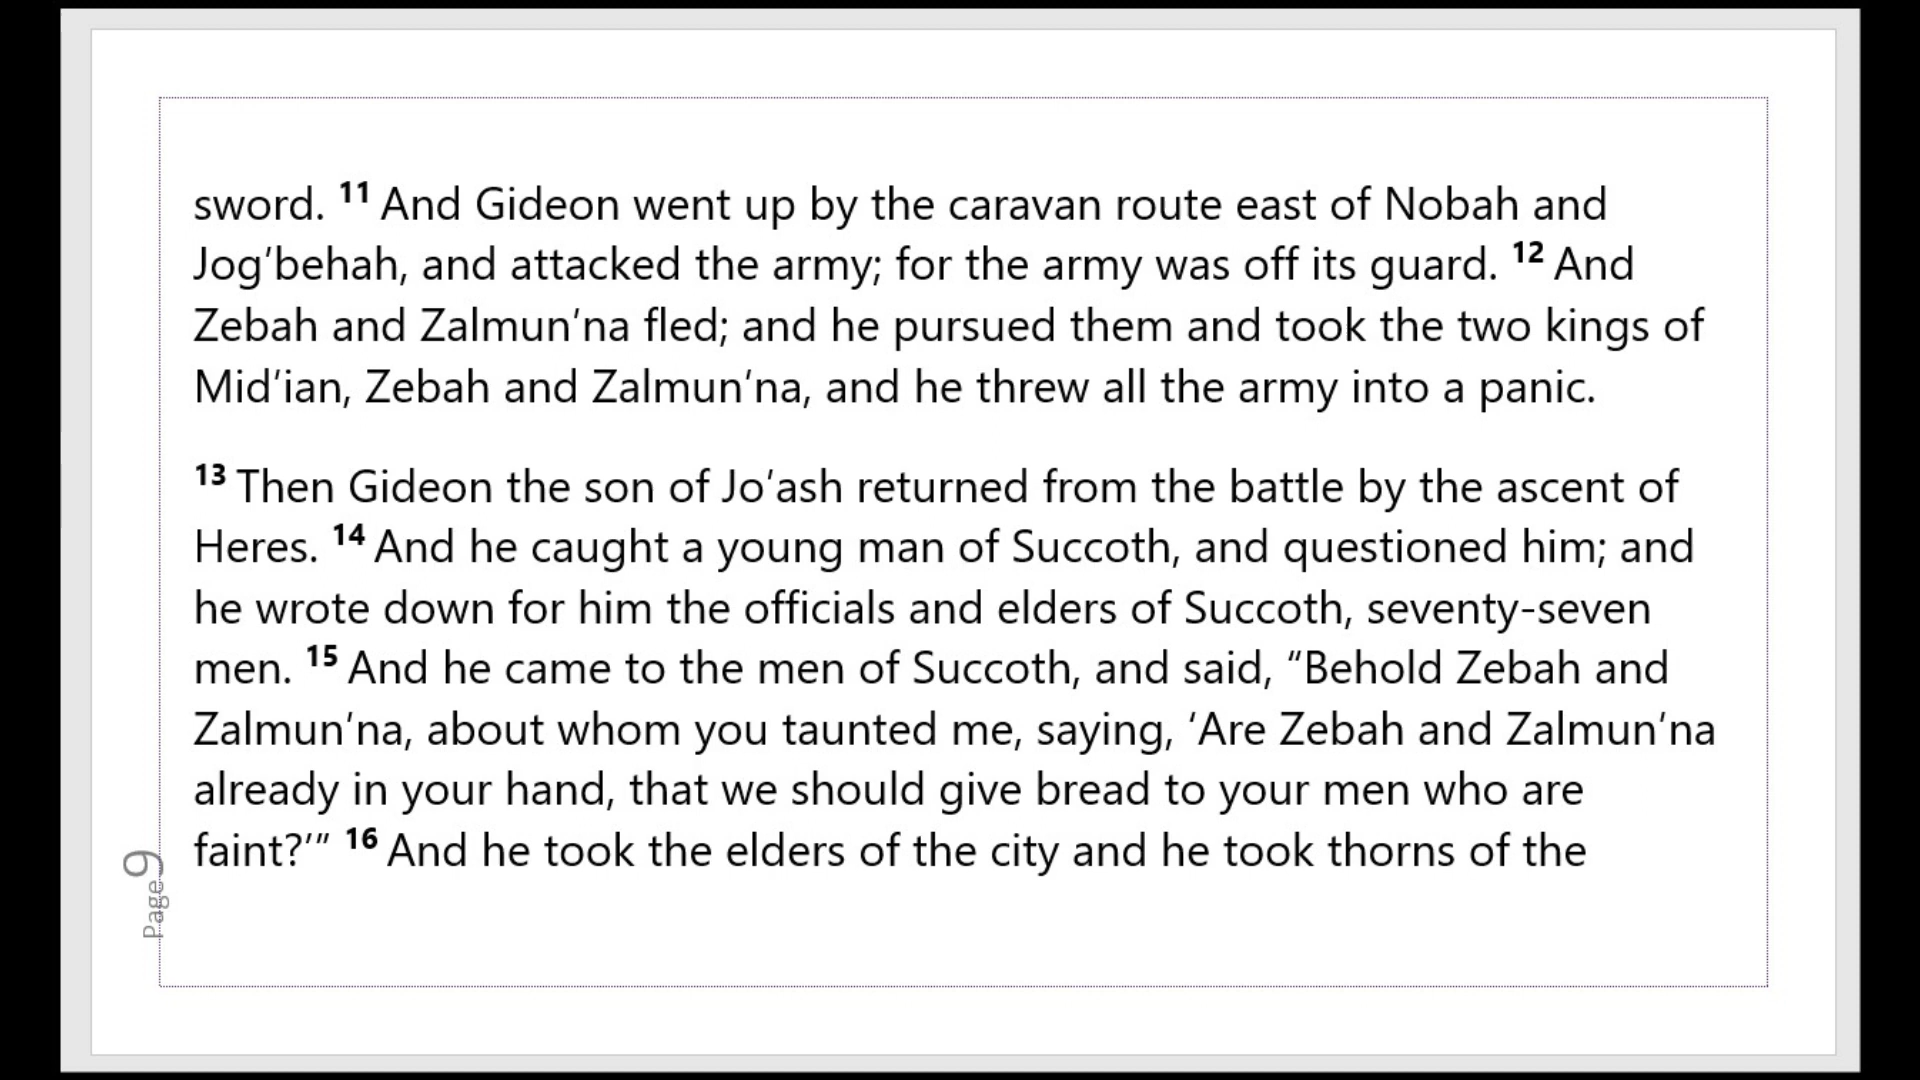 sword. 11 And Gideon went up by the caravan route east of Nobah and
Jog′behah, and attacked the army; for the army was off its guard. 12 And
Zebah and Zalmun′na fled; and he pursued them and took the two kings of
Mid′ian, Zebah and Zalmun′na, and he threw all the army into a panic.
13 Then Gideon the son of Jo′ash returned from the battle by the ascent of
Heres. 14 And he caught a young man of Succoth, and questioned him; and
he wrote down for him the officials and elders of Succoth, seventy-seven
men. 15 And he came to the men of Succoth, and said, “Behold Zebah and
Zalmun′na, about whom you taunted me, saying, ‘Are Zebah and Zalmun′na
already in your hand, that we should give bread to your men who are
faint?’” 16 And he took the elders of the city and he took thorns of the
Page 9